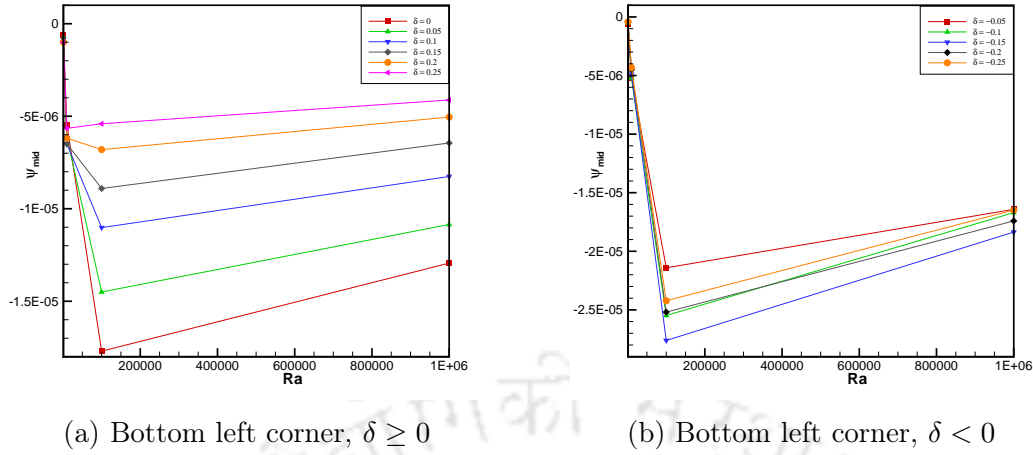 0
-5E-06
-1E-05
-1.5E-05
ψmid
200000 400000 600000 800000 1E+06
Ra
δ = 0
δ = 0.05
δ = 0.1
δ = 0.15
δ = 0.2
δ = 0.25
(a) Bottom left corner, δ ≥ 0
0
-5E-06
-1E-05
-1.5E-05
-2E-05
-2.5E-05
ψmid
200000 400000 600000 800000 1E+06
Ra
δ = −0.05
δ = −0.1
δ = −0.15
δ = −0.2
δ = −0.25
(b) Bottom left corner, δ < 0